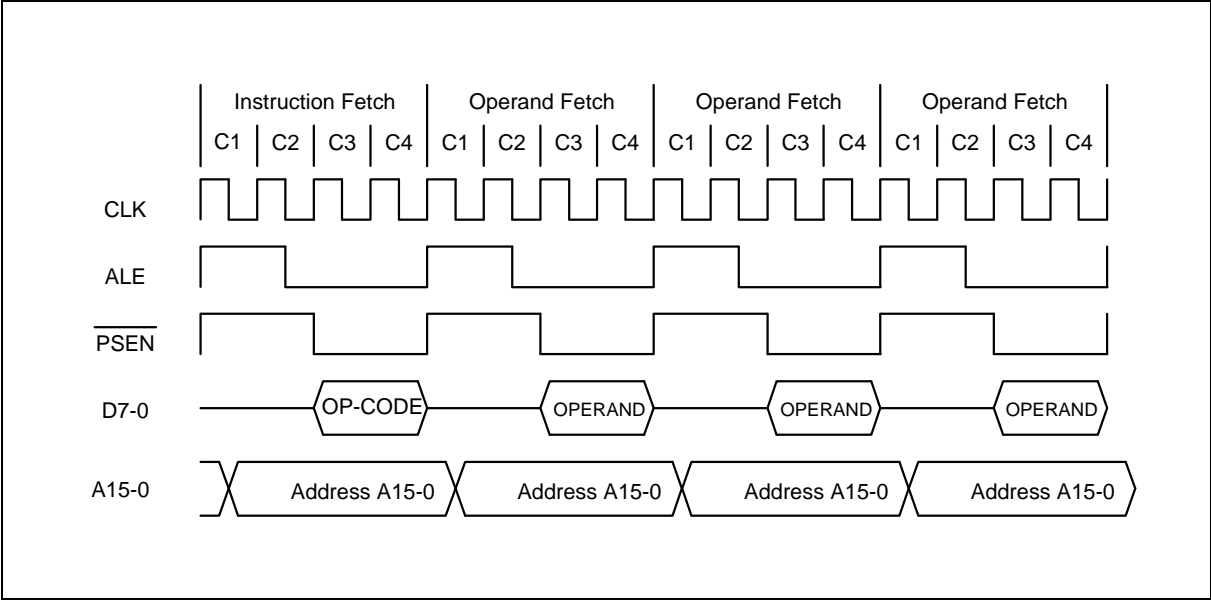 Instruction Fetch Operand Fetch Operand Fetch Operand Fetch
C1 C2 C3 C4 C1 C2 C3 C4 C1 C2 C3 C4 C1 C2 C3 C4
CLK
ALE
PSEN
D7-0 OP-CODE OPERAND OPERAND OPERAND
A15-0 Address A15-0 Address A15-0 Address A15-0 Address A15-0